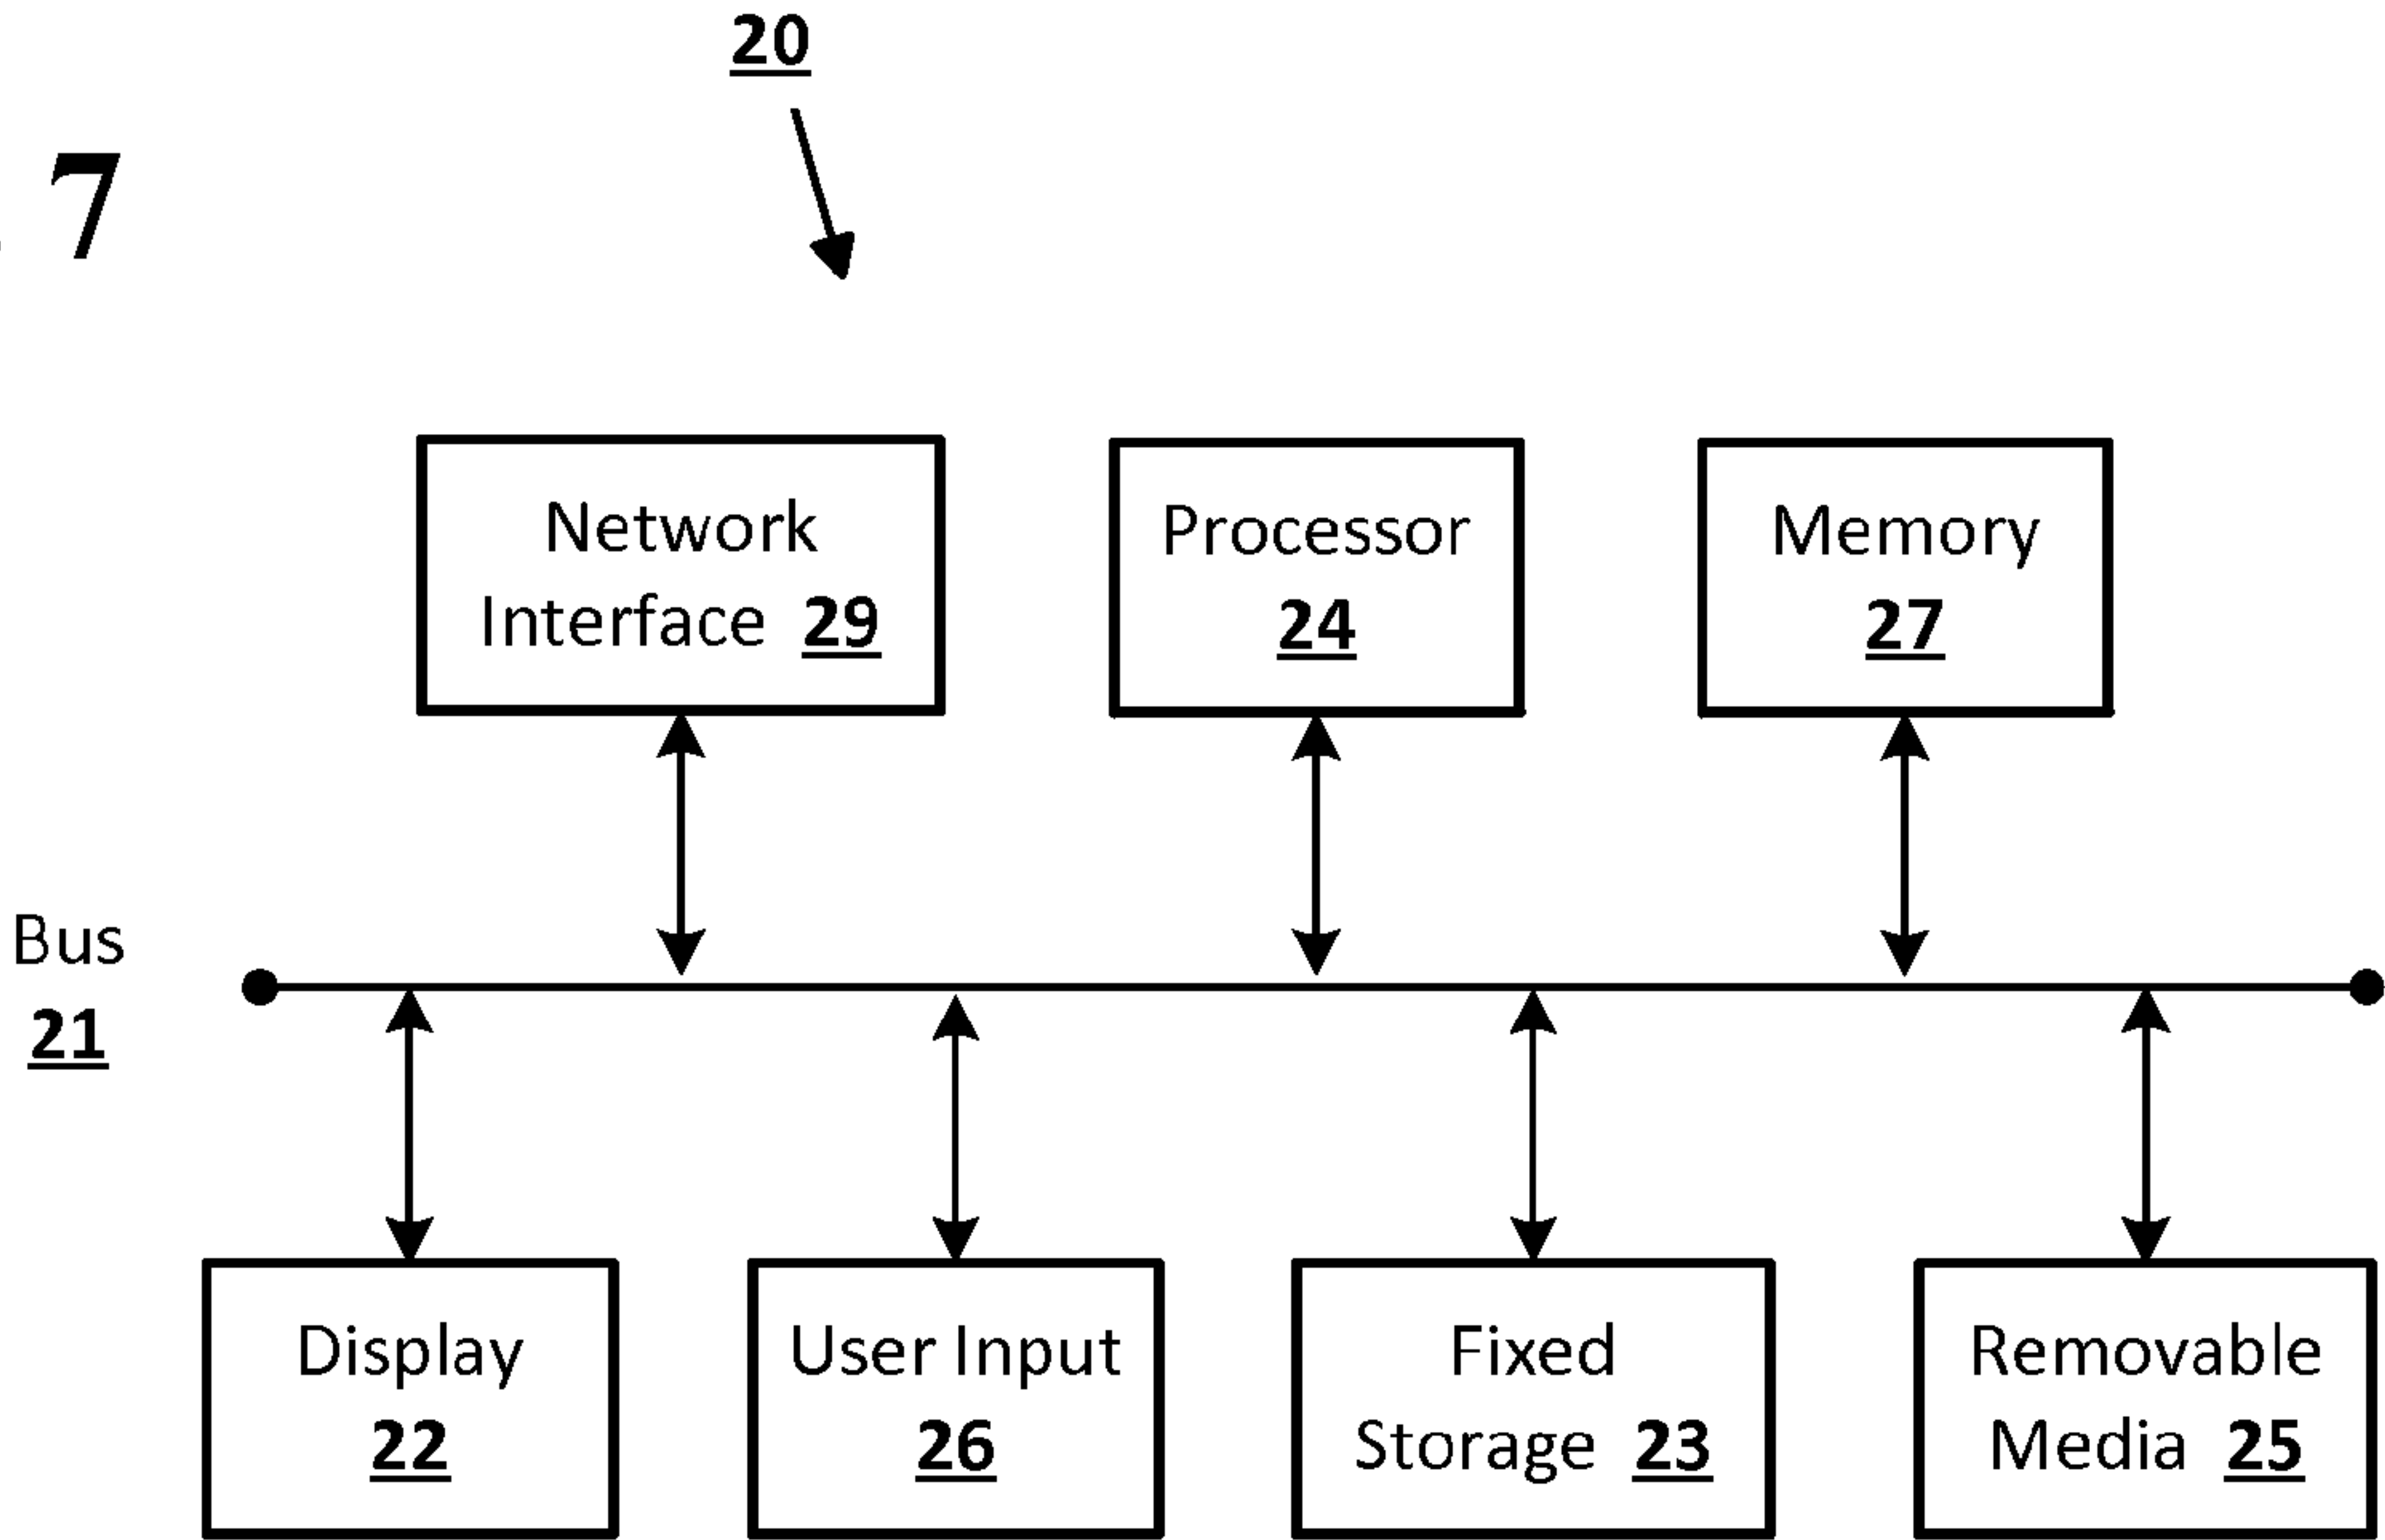 20
7
Network
Interface 29
Processor
24
Memory
27
Bus
21
Display
22
User Input
26
Fixed
Storage 23
Removable
Media 25